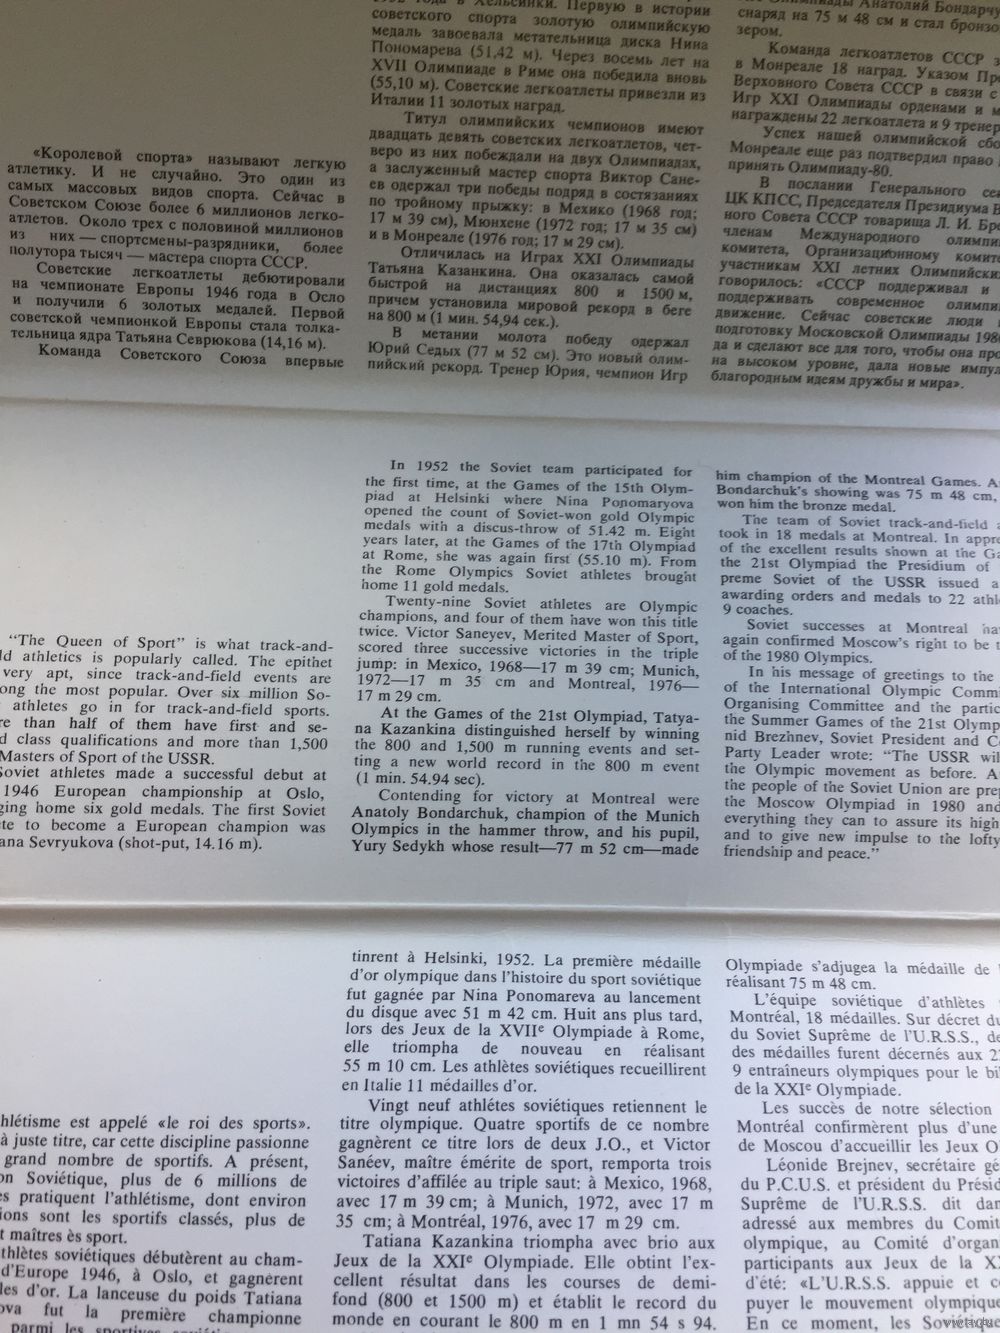 «Королевой спорта» называют легкую
атлетику. И не случайно. Это один из
самых массовых видов спорта. Сейчас в
Советском Союзе более 6 миллионов легко-
атлетов. Около трех с половиной миллионов
из них — спортсмены-разрядники, более
полутора тысяч — мастера спорта СССР.
Советские легкоатлеты дебютировали
на чемпионате Европы 1946 года в Осло
и получили 6 золотых медалей. Первой
советской чемпионкой Европы стала толка-
тельница ядра Татьяна Севрюкова (14,16 м).
Команда Советского Союза впервые
1952 года в Хельсинки. Первую в истории
советского спорта золотую олимпийскую
медаль завоевала метательница диска Нина
Пономарева (51,42 м). Через восемь лет на
XVII Олимпиаде в Риме она победила вновь
(55,10 м). Советские легкоатлеты привезли из
Италии 11 золотых наград.
Титул олимпийских чемпионов имеют
двадцать девять советских легкоатлетов, чет-
веро из них побеждали на двух Олимпиадах,
а заслуженный мастер спорта Виктор Сане-
ев одержал три победы подряд в состязаниях
по тройному прыжку: в Мехико (1968 год;
17 м 39 см), Мюнхене (1972 год; 17 м 35 см)
и в Монреале (1976 год; 17 м 29 см).
Отличилась на Играх XXI Олимпиады
Татьяна Казанкина. Она оказалась самой
быстрой на дистанциях 800 и 1500 м,
причем установила мировой рекорд в беге
на 800 м (1 мин. 54,94 сек.).
В метании молота победу одержал
Юрий Седых (77 м 52 см). Это новый олим-
пийский рекорд. Тренер Юрия, чемпион Игр
Анатолий Бондарчу
снаряд на 75 м 48 см и стал бронзо
зером.
Команда легкоатлетов СССР з
в Монреале 18 наград. Указом Пре
Верховного Совета СССР в связи с
Игр XXI Олимпиады орденами и м
награждены 22 легкоатлета и 9 тренер
Успех нашей олимпийской сбо
Монреале еще раз подтвердил право
принять Олимпиаду-80.
В послании Генерального сек
ЦК КПСС, Председателя Президиума В
ного Совета СССР товарища Л. И. Бре
членам Международного олимпи
комитета, Организационному комите
участникам XXI летних Олимпийски
говорилось: «СССР поддерживал и
поддерживать современное олимпи
движение. Сейчас советские люди
подготовку Московской Олимпиады 1980
да и сделают все для того, чтобы она про
на высоком уровне, дала новые импул
благородным идеям дружбы и мира».
“The Queen of Sport” is what track-and-
ld athletics is popularly called. The epithet
very apt, since track-and-field events are
ong the most popular. Over six million So-
athletes go in for track-and-field sports.
re than half of them have first and se-
d class qualifications and more than 1,500
Masters of Sport of the USSR.
Soviet athletes made a successful debut at
1946 European championship at Oslo,
ging home six gold medals. The first Soviet
te to become a European champion was
ana Sevryukova (shot-put, 14.16 m).
In 1952 the Soviet team participated for
the first time, at the Games of the 15th Olym-
piad at Helsinki where Nina Ponomaryova
opened the count of Soviet-won gold Olympic
medals with a discus-throw of 51.42 m. Eight
years later, at the Games of the 17th Olympiad
at Rome, she was again first (55.10 m). From
the Rome Olympics Soviet athletes brought
home 11 gold medals.
Twenty-nine Soviet athletes are Olympic
champions, and four of them have won this title
twice. Victor Saneyev, Merited Master of Sport,
scored three successive victories in the triple
jump: in Mexico, 1968—17 m 39 cm; Munich,
1972—17 m 35 cm and Montreal, 1976—
17 m 29 cm.
At the Games of the 21st Olympiad, Tatya-
na Kazankina distinguished herself by winning
the 800 and 1,500 m running events and set-
ting a new world record in the 800 m event
(1 min. 54.94 sec).
Contending for victory at Montreal were
Anatoly Bondarchuk, champion of the Munich
Olympics in the hammer throw, and his pupil,
Yury Sedykh whose result—77 m 52 cm—made
him champion of the Montreal Games. A
Bondarchuk's showing was 75 m 48 cm,
won him the bronze medal.
The team of Soviet track-and-field a
took in 18 medals at Montreal. In appre
of the excellent results shown at the Ga
the 21st Olympiad the Presidium of
preme Soviet of the USSR issued a
awarding orders and medals to 22 athl
9 coaches.
Soviet successes at Montreal hav
again confirmed Moscow's right to be t
of the 1980 Olympics.
In his message of greetings to the
of the International Olympic Comm
Organising Committee and the partic
the Summer Games of the 21st Olymp
nid Brezhnev, Soviet President and C
Party Leader wrote: “The USSR wil
the Olympic movement as before. A
the people of the Soviet Union are prep
the Moscow Olympiad in 1980 and
everything they can to assure its high
and to give new impulse to the lofty
friendship and peace.”
hlétisme est appelé «le roi des sports».
à juste titre, car cette discipline passionne
grand nombre de sportifs. A présent,
on Soviétique, plus de 6 millions de
s pratiquent l'athlétisme, dont environ
ions sont les sportifs classés, plus de
t maîtres ès sport.
thlètes soviétiques débutèrent au cham-
d'Europe 1946, à Oslo, et gagnèrent
les d'or. La lanceuse du poids Tatiana
ova fut la première championne
parmi les sportives
tinrent à Helsinki, 1952. La première médaille
d'or olympique dans l'histoire du sport soviétique
fut gagnée par Nina Ponomareva au lancement
du disque avec 51 m 42 cm. Huit ans plus tard,
lors des Jeux de la XVIIe Olympiade à Rome,
elle triompha de nouveau en réalisant
55 m 10 cm. Les athlètes soviétiques recueillirent
en Italie 11 médailles d'or.
Vingt neuf athlétes soviétiques retiennent le
titre olympique. Quatre sportifs de ce nombre
gagnèrent ce titre lors de deux J.O., et Victor
Sanéev, maître émérite de sport, remporta trois
victoires d'affilée au triple saut: à Mexico, 1968,
avec 17 m 39 cm; à Munich, 1972, avec 17 m
35 cm; à Montréal, 1976, avec 17 m 29 cm.
Tatiana Kazankina triompha avec brio aux
Jeux de la XXIe Olympiade. Elle obtint l'ex-
cellent résultat dans les courses de demi-
fond (800 et 1500 m) et établit le record du
monde en courant le 800 m en 1 mn 54 s 94.
Olympiade s'adjugea la médaille de
réalisant 75 m 48 cm.
L'équipe soviétique d'athlètes
Montréal, 18 médailles. Sur décret du
du Soviet Suprême de l'U.R.S.S., de
des médailles furent décernés aux 22
9 entraîneurs olympiques pour le bi
de la XXIe Olympiade.
Les succès de notre sélection
Montréal confirmèrent plus d'une
de Moscou d'accueillir les Jeux O
Léonide Brejnev, secrétaire gé
du P.C.U.S. et président du Présid
Suprême de l'U.R.S.S. dit dan
adressé aux membres du Comit
olympique, au Comité d'organ
participants aux Jeux de la X
d'été: «L'U.R.S.S. appuie et c
puyer le mouvement olympique
En ce moment, les Soviétique